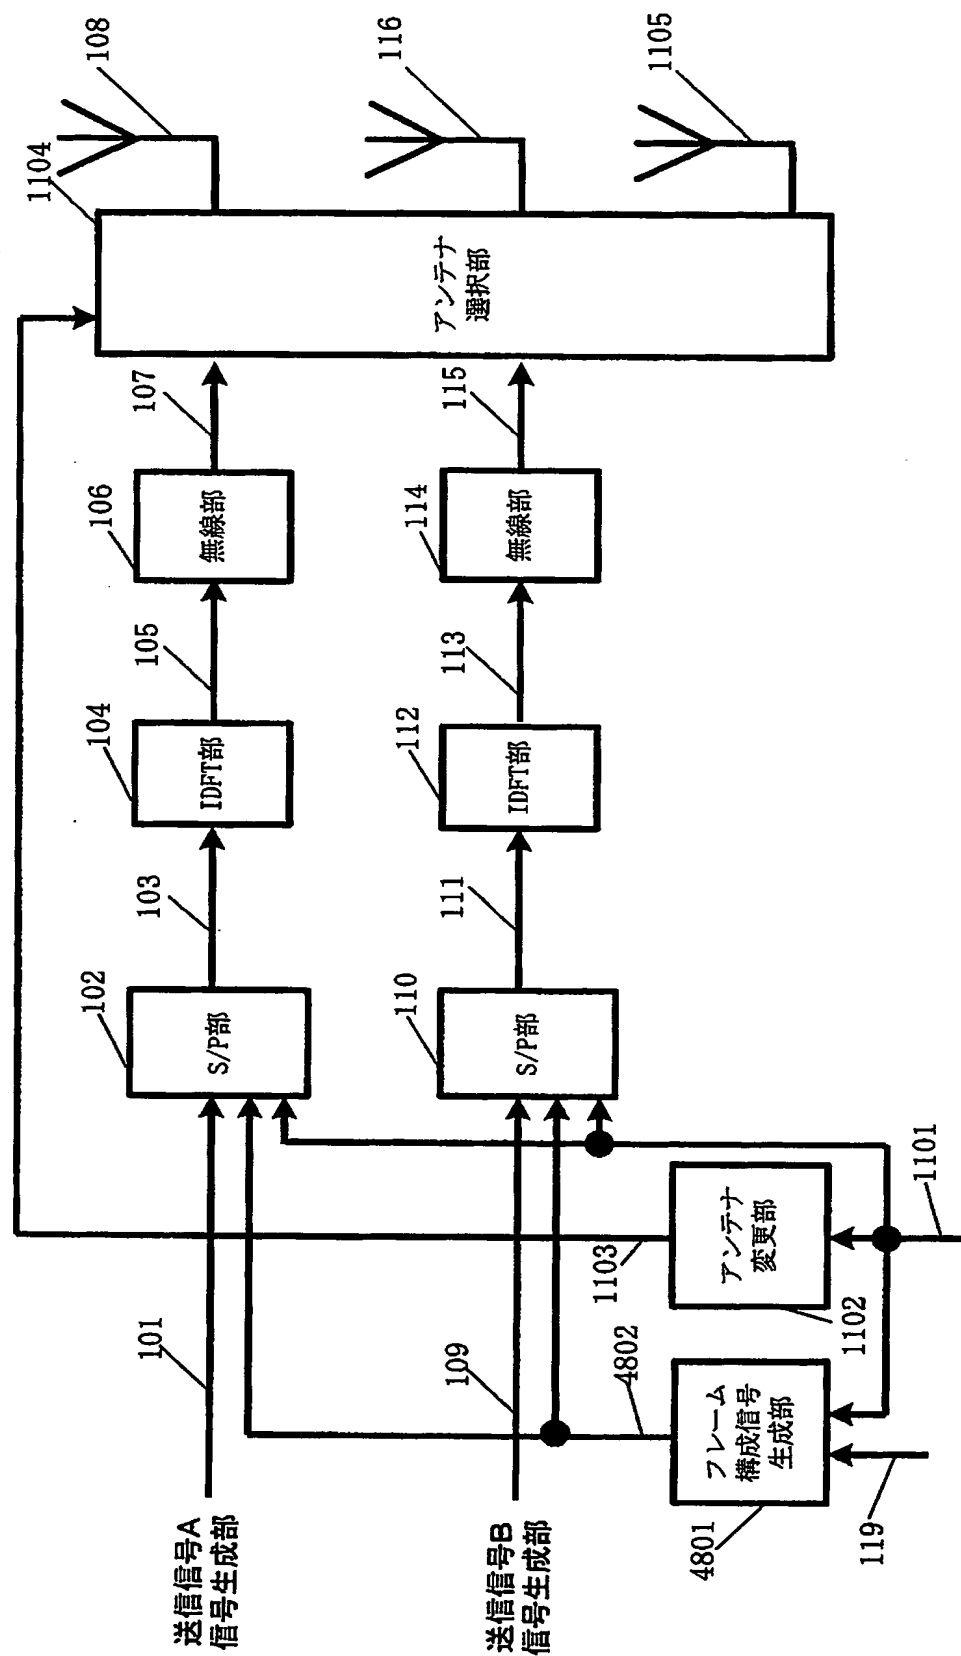 送信信号A
信号生成部
101
102
S/P部
103
104
IDFT部
105
106
無線部
107
1104
アンテナ
選択部
108
116
1105
送信信号B
信号生成部
109
110
S/P部
111
112
IDFT部
113
114
無線部
115
4802
4801
フレーム
構成信号
生成部
119
1103
1102
アンテナ
変更部
1101